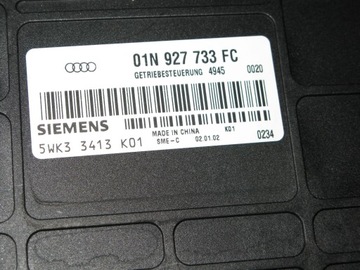 01N 927 733 FC
GETRIEBESTEUERUNG 4945 0020
SIEMENS
MADE IN CHINA K01
5WK3 3413 K01 SME-C 02.01.02 0234